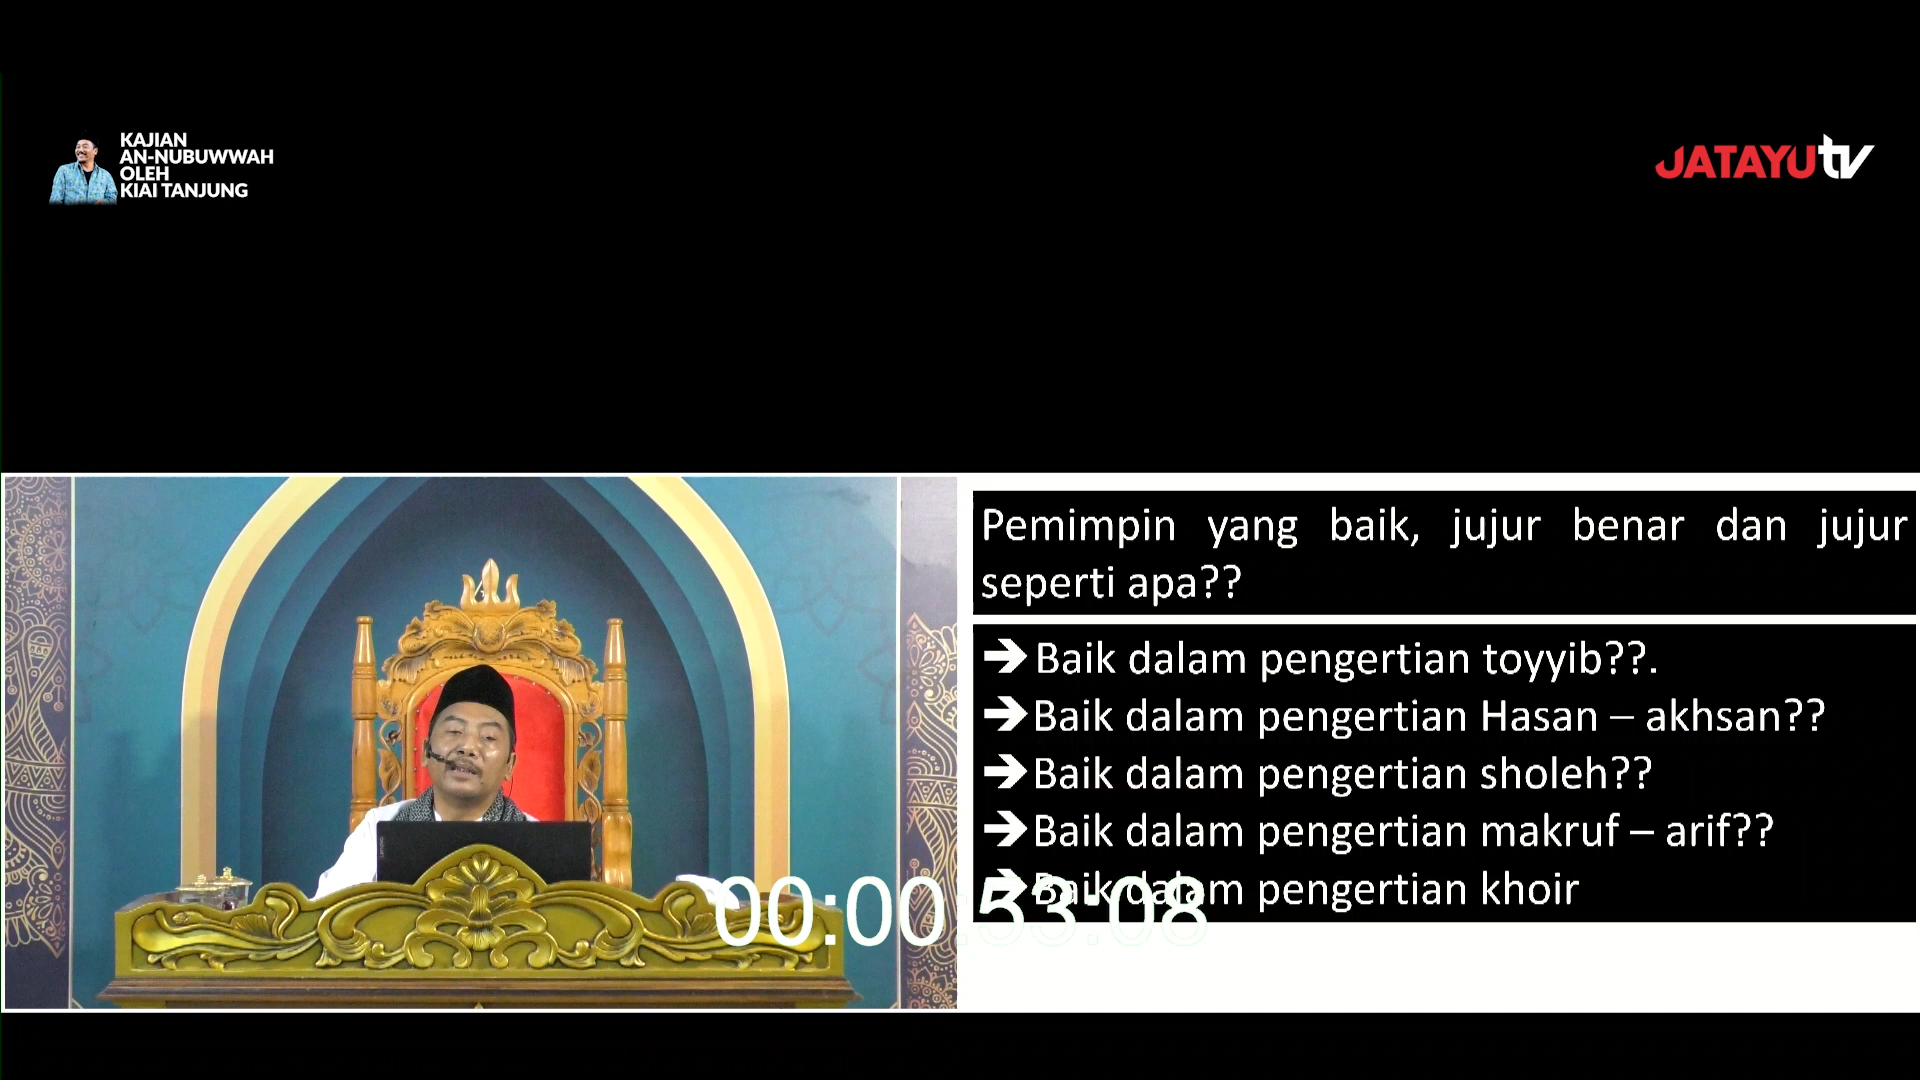 KAJIAN
AN-NUBUWWAH
OLEH
KIAI TANJUNG
JATAYUtv
Pemimpin yang baik, jujur benar dan jujur
seperti apa??
➔Baik dalam pengertian toyyib??.
➔Baik dalam pengertian Hasan – akhsan??
➔Baik dalam pengertian sholeh??
➔Baik dalam pengertian makruf – arif??
➔Baik dalam pengertian khoir
00:00:53:08